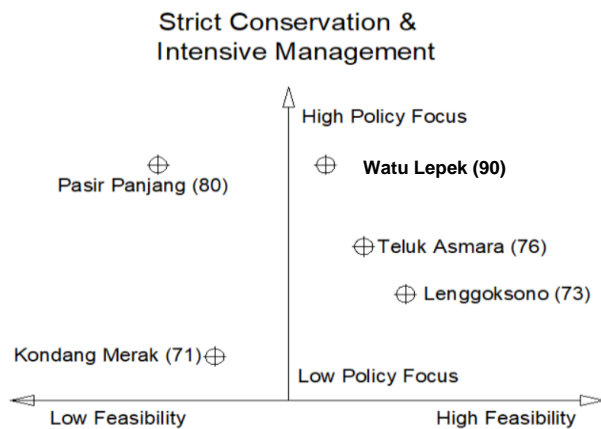 Strict Conservation &
Intensive Management
High Policy Focus
Watu Lepek (90)
Pasir Panjang (80)
Teluk Asmara (76)
Lenggoksono (73)
Kondang Merak (71)
Low Policy Focus
Low Feasibility
High Feasibility